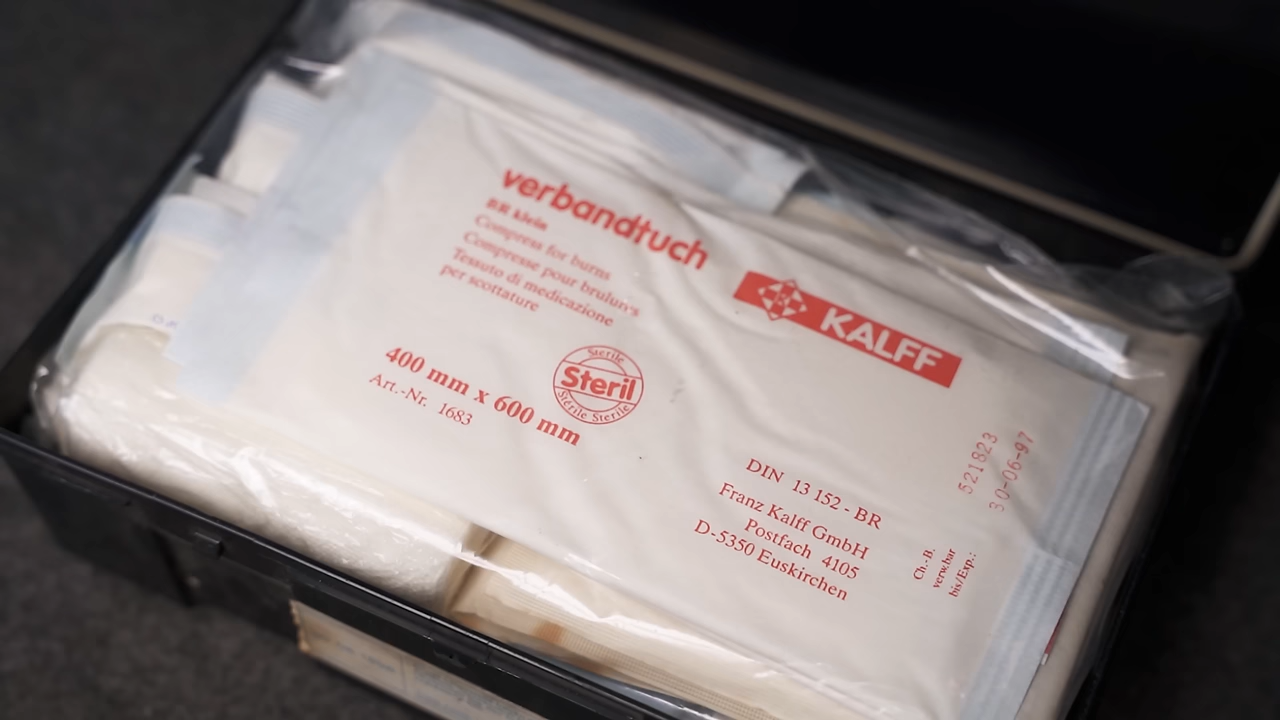 verbandtuch
BR klein
Compress for burns
Compresse pour brulun's
Tessuto di medicazione
per scottature
KALFF
400 mm x 600 mm
Art.-Nr. 1683
Sterile
Steril
Stérile Sterile
DIN 13 152 - BR
Franz Kalff GmbH
Postfach 4105
D-5350 Euskirchen
521823
30-06-97
Ch.-B.
verw.bar
bis/Exp.: